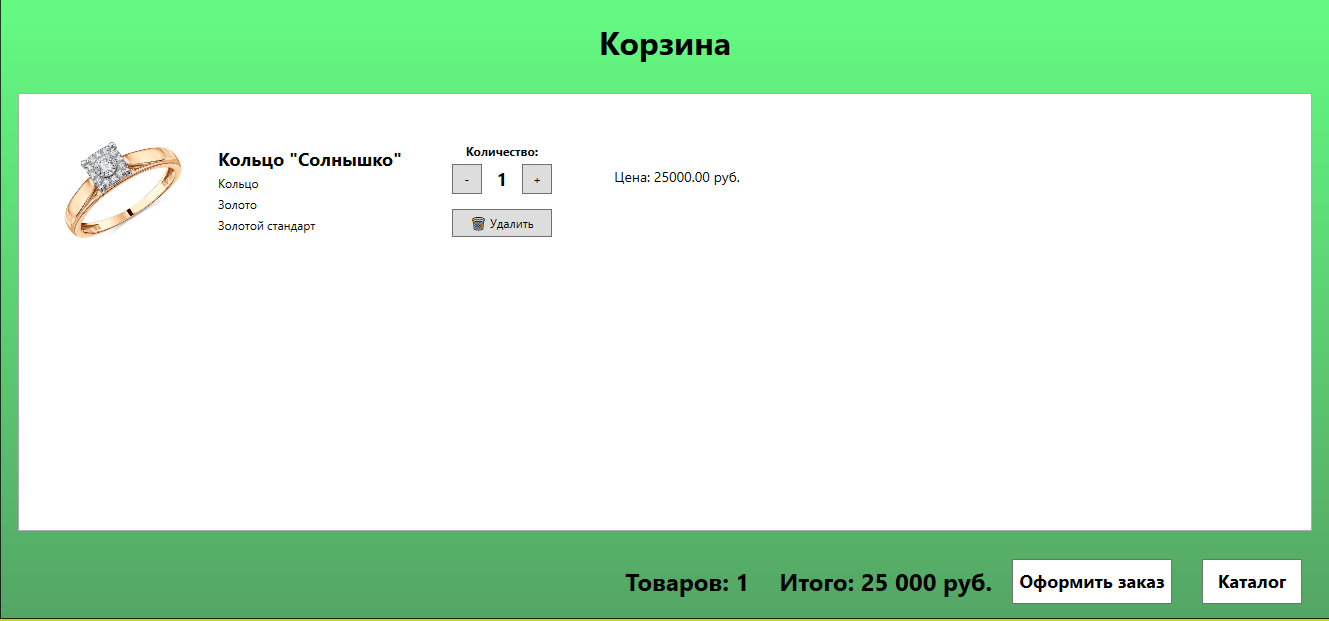 Корзина
Кольцо "Солнышко"
Кольцо
Золото
Золотой стандарт
Количество:
- 1 +
🗑 Удалить
Цена: 25000.00 руб.
Товаров: 1 Итого: 25 000 руб. Оформить заказ Каталог